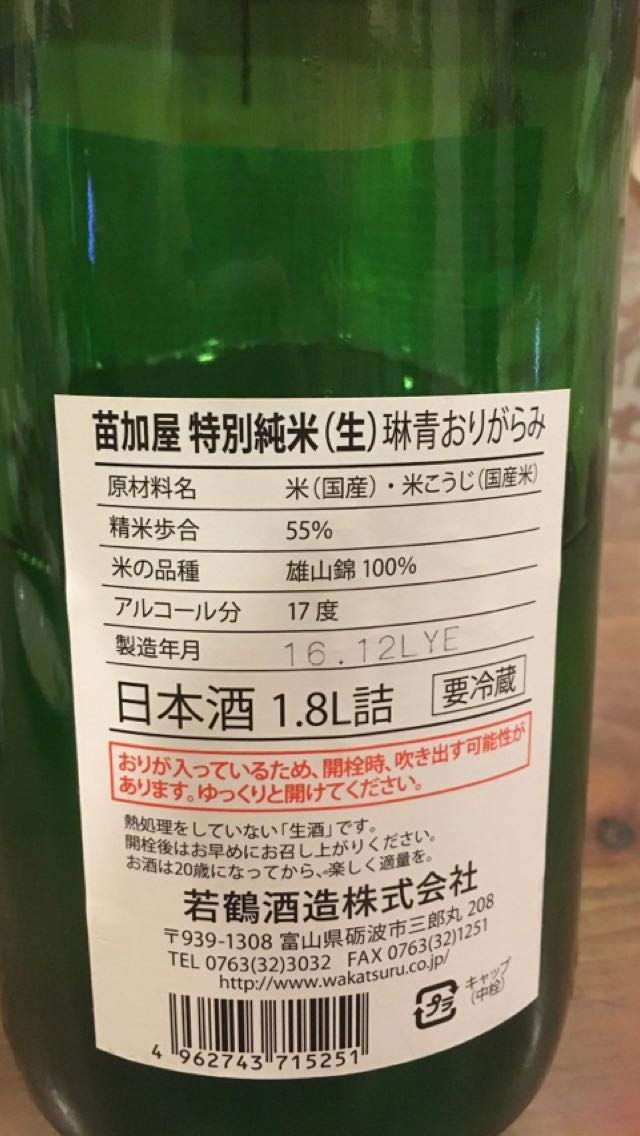 苗加屋 特別純米(生)琳青おりがらみ
原材料名 米(国産)・米こうじ(国産米)
精米歩合 55%
米の品種 雄山錦 100%
アルコール分 17度
製造年月 16.12LYE
日本酒 1.8L詰 要冷蔵
おりが入っているため、開栓時、吹き出す可能性が
あります。ゆっくりと開けてください。
熱処理をしていない「生酒」です。
開栓後はお早めにお召し上がりください。
お酒は20歳になってから、楽しく適量を。
若鶴酒造株式会社
〒939-1308 富山県砺波市三郎丸 208
TEL 0763(32)3032 FAX 0763(32)1251
http://www.wakatsuru.co.jp/
プラ キャップ
(中栓)
4 962743 715251